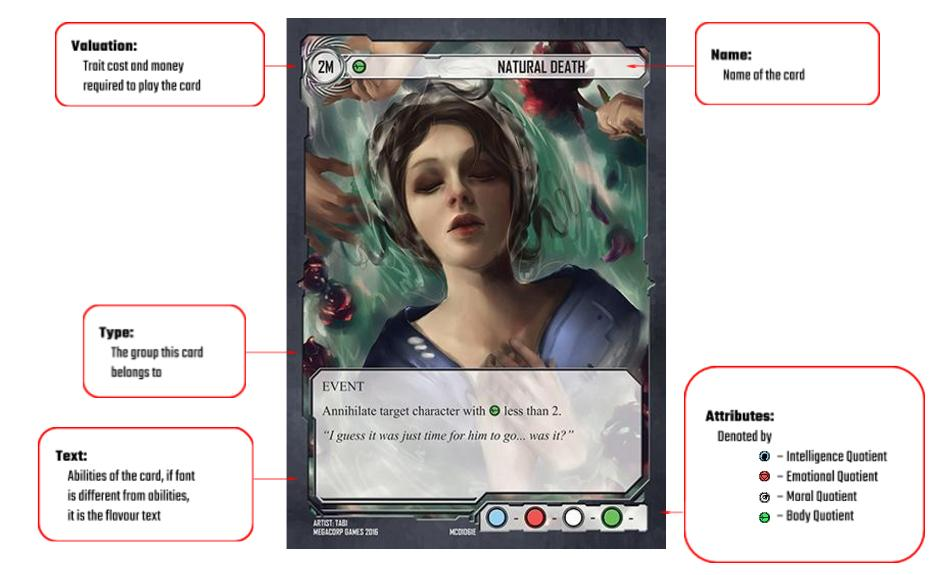 Valuation:
Trait cost and money
required to play the card
Name:
Name of the card
2M
NATURAL DEATH
Type:
The group this card
belongs to
EVENT
Annihilate target character with less than 2.
"I guess it was just time for him to go... was it?"
Text:
Abilities of the card, if font
is different from abilities,
it is the flavour text
Attributes:
Denoted by
– Intelligence Quotient
– Emotional Quotient
– Moral Quotient
– Body Quotient
ARTIST: TABI
MEGACORP GAMES 2016
MC01061E
- - - -